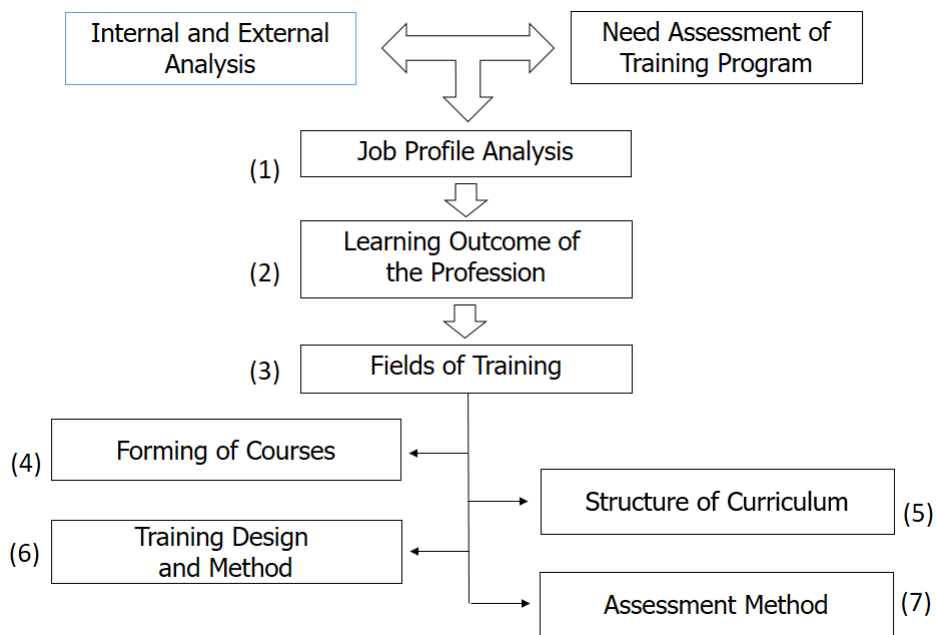 Internal and External
Analysis
Need Assessment of
Training Program
(1)
Job Profile Analysis
(2)
Learning Outcome of
the Profession
(3)
Fields of Training
(4)
Forming of Courses
Structure of Curriculum
(5)
(6)
Training Design
and Method
Assessment Method
(7)